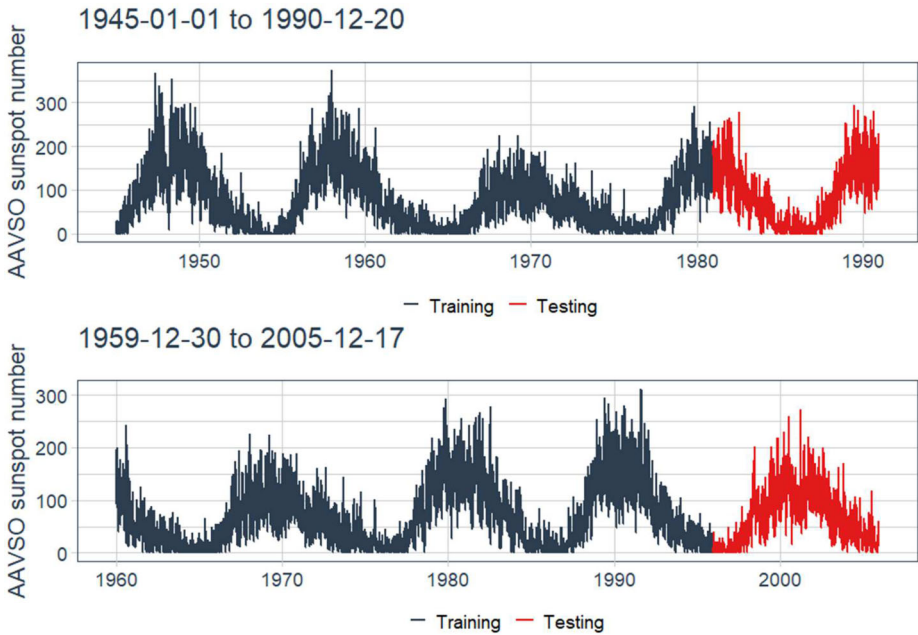 1945-01-01 to 1990-12-20
AAVSO sunspot number
300
200
100
0
1950
1960
1970
1980
1990
Training
Testing
1959-12-30 to 2005-12-17
AAVSO sunspot number
300
200
100
0
1960
1970
1980
1990
2000
Training
Testing